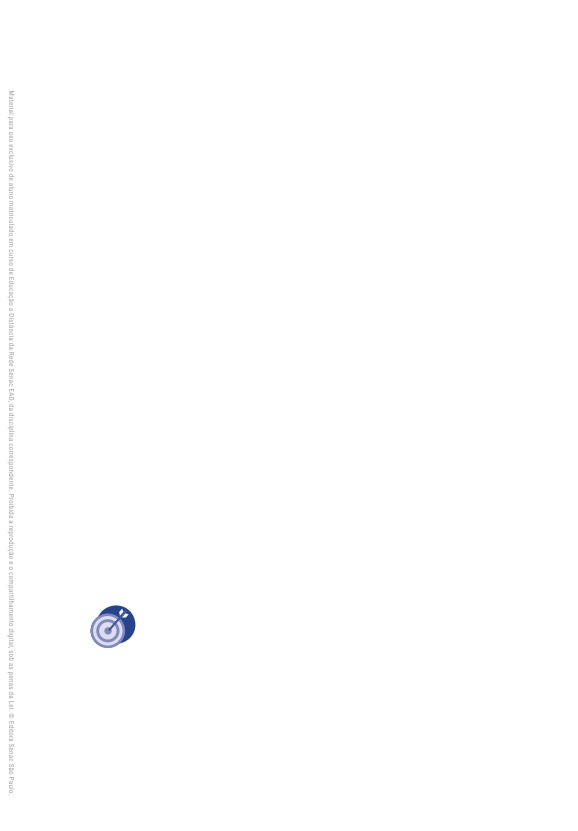 Material para uso exclusivo de aluno matriculado em curso de Educação a Distância da Rede Senac EAD, da disciplina correspondente. Proibida a reprodução e o compartilhamento digital, sob as penas da Lei. © Editora Senac São Paulo.